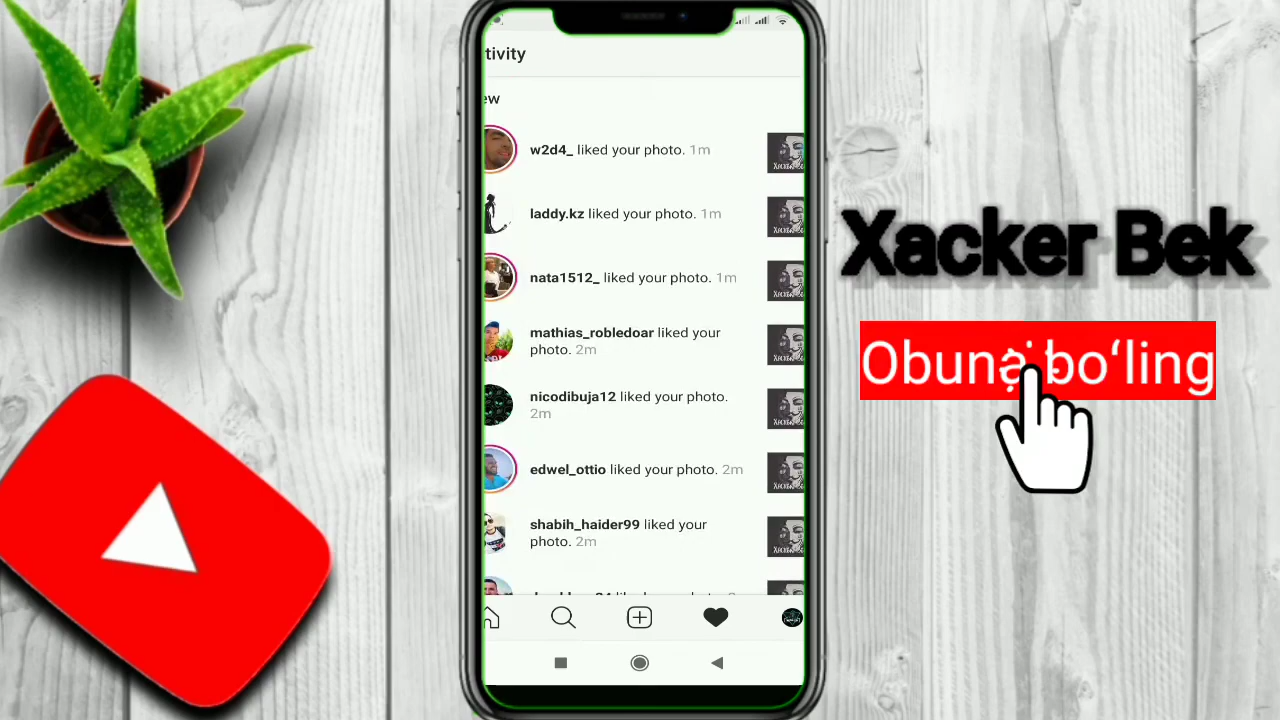 tivity
ew
w2d4_ liked your photo. 1m
laddy.kz liked your photo. 1m
nata1512_ liked your photo. 1m
mathias_robledoar liked your
photo. 2m
nicodibuja12 liked your photo.
2m
edwel_ottio liked your photo. 2m
shabih_haider99 liked your
photo. 2m
Xacker Bek
Obuna boʻling